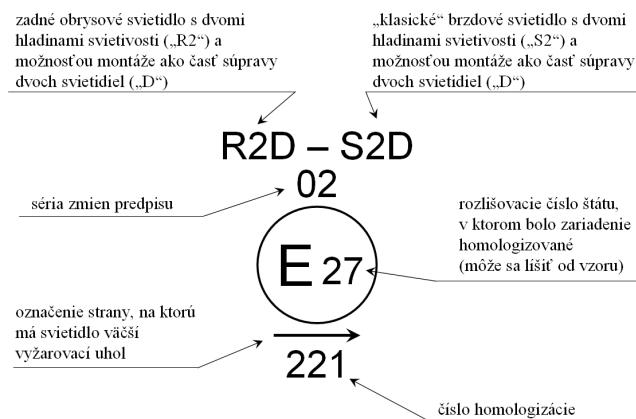 zadné obrysové svietidlo s dvomi
hladinami svietivosti („R2“) a
možnosťou montáže ako časť súpravy
dvoch svietidiel („D“)
„klasické“ brzdové svietidlo s dvomi
hladinami svietivosti („S2“) a
možnosťou montáže ako časť súpravy
dvoch svietidiel („D“)
R2D – S2D
02
séria zmien predpisu
rozlišovacie číslo štátu,
v ktorom bolo zariadenie
homologizované
(môže sa líšiť od vzoru)
E 27
označenie strany, na ktorú
má svietidlo väčší
vyžarovací uhol
221
číslo homologizácie